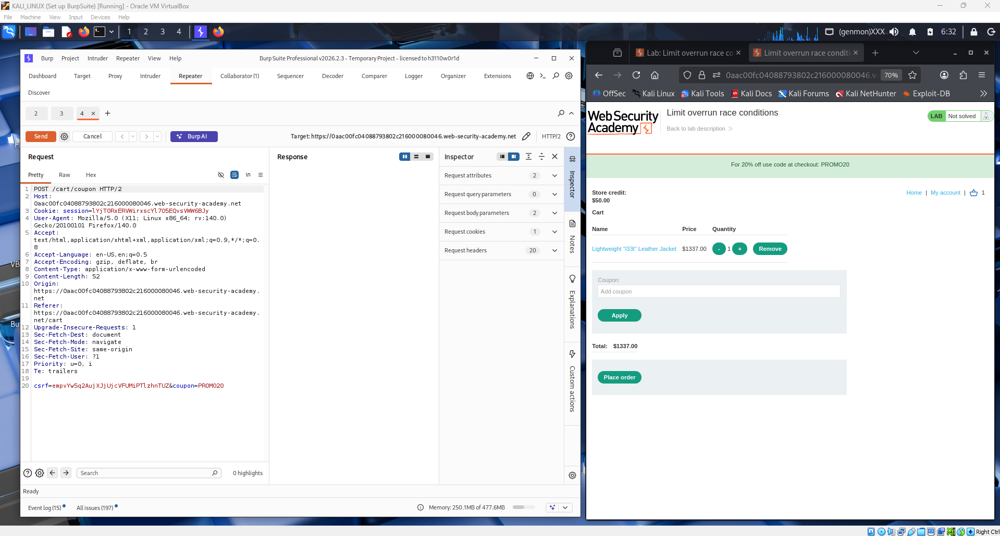 KALI_LINUX (Set up BurpSuite) [Running] - Oracle VM VirtualBox
File Machine View Input Devices Help
1 2 3 4 (genmon)XXX 6:32
Burp Project Intruder Repeater View Help Burp Suite Professional v2026.2.3 - Temporary Project - licensed to h3110w0r1d
Dashboard Target Proxy Intruder Repeater Collaborator (1) Sequencer Decoder Comparer Logger Organizer Extensions
Discover
2 3 4
Send Cancel Burp AI Target: https://0aac00fc04088793802c216000080046.web-security-academy.net HTTP/2
Request
Pretty Raw Hex \n
1 POST /cart/coupon HTTP/2
2 Host:
0aac00fc04088793802c216000080046.web-security-academy.net
3 Cookie: session=lYjT0RxERVWirxscYl7O5EQvsVWW6BJy
4 User-Agent: Mozilla/5.0 (X11; Linux x86_64; rv:140.0)
Gecko/20100101 Firefox/140.0
5 Accept:
text/html,application/xhtml+xml,application/xml;q=0.9,*/*;q=0.
8
6 Accept-Language: en-US,en;q=0.5
7 Accept-Encoding: gzip, deflate, br
8 Content-Type: application/x-www-form-urlencoded
9 Content-Length: 52
10 Origin:
https://0aac00fc04088793802c216000080046.web-security-academy.
net
11 Referer:
https://0aac00fc04088793802c216000080046.web-security-academy.
net/cart
12 Upgrade-Insecure-Requests: 1
13 Sec-Fetch-Dest: document
14 Sec-Fetch-Mode: navigate
15 Sec-Fetch-Site: same-origin
16 Sec-Fetch-User: ?1
17 Priority: u=0, i
18 Te: trailers
19
20 csrf=empvYw5q2AujXJjUjcVFUMiPTlzhnTUZ&coupon=PROMO20
Search 0 highlights
Response
Inspector
Request attributes 2
Request query parameters 0
Request body parameters 2
Request cookies 1
Request headers 20
Inspector
Notes
Explanations
Custom actions
Ready
Event log (15) All issues (197) Memory: 250.1MB of 477.6MB
Lab: Limit overrun race co Limit overrun race conditi
0aac00fc04088793802c216000080046.w 70%
OffSec Kali Linux Kali Tools Kali Docs Kali Forums Kali NetHunter Exploit-DB
Web Security
Academy
Limit overrun race conditions
Back to lab description
LAB Not solved
For 20% off use code at checkout: PROMO20
Store credit:
$50.00
Home | My account | 1
Cart
Name Price Quantity
Lightweight "l33t" Leather Jacket $1337.00 - 1 + Remove
Coupon:
Add coupon
Apply
Total: $1337.00
Place order
VB
Bu
Right Ctrl